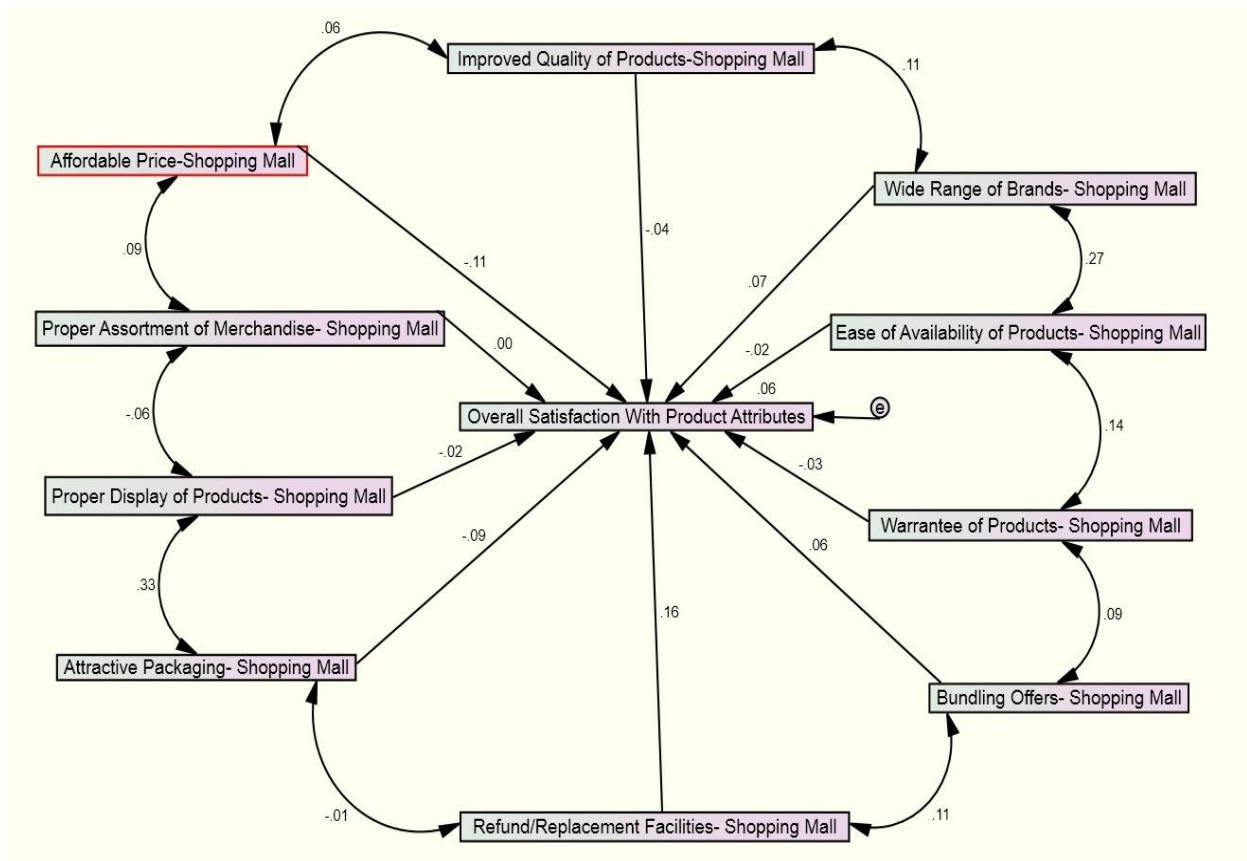 .06
Improved Quality of Products-Shopping Mall
.11
Affordable Price-Shopping Mall
Wide Range of Brands- Shopping Mall
-.04
.09
-.11
.07
.27
Proper Assortment of Merchandise- Shopping Mall
Ease of Availability of Products- Shopping Mall
.00
-.02
.06
-.06
Overall Satisfaction With Product Attributes
e
.14
-.02
-.03
Proper Display of Products- Shopping Mall
Warrantee of Products- Shopping Mall
-.09
.06
.33
.16
.09
Attractive Packaging- Shopping Mall
Bundling Offers- Shopping Mall
-.01
.11
Refund/Replacement Facilities- Shopping Mall